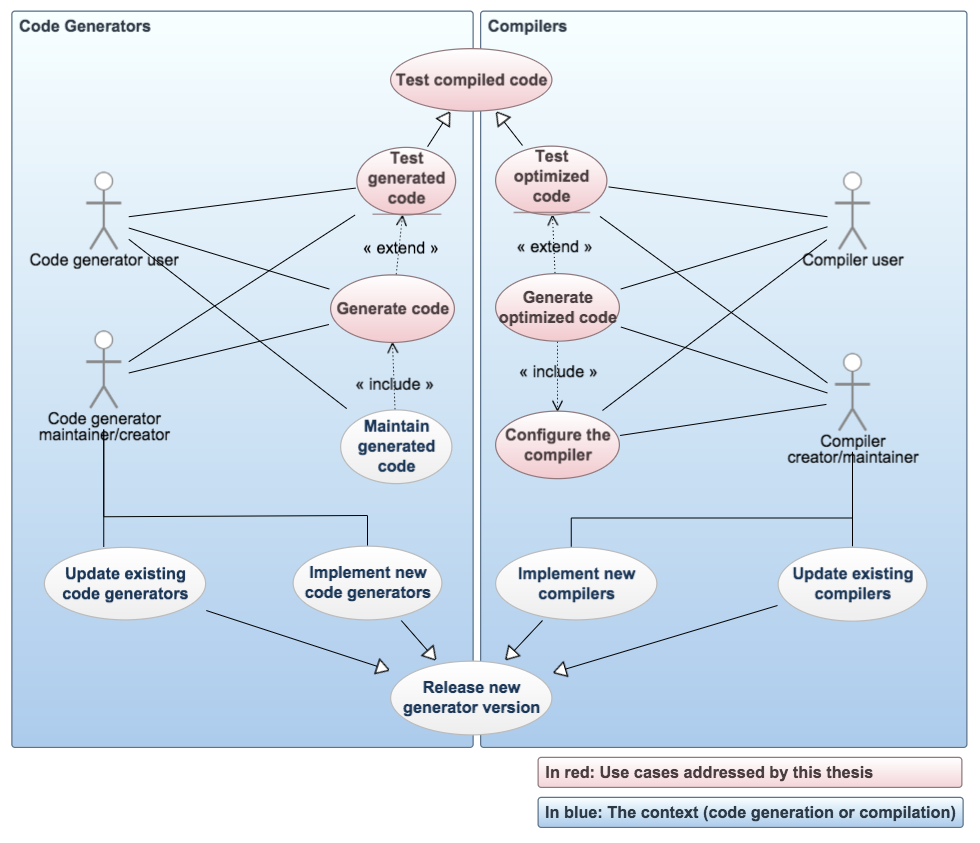 Code Generators
Compilers
Test compiled code
Test
generated
code
Test
optimized
code
Code generator user
« extend »
« extend »
Compiler user
Generate code
Generate
optimized code
« include »
« include »
Code generator
maintainer/creator
Maintain
generated
code
Configure the
compiler
Compiler
creator/maintainer
Update existing
code generators
Implement new
code generators
Implement new
compilers
Update existing
compilers
Release new
generator version
In red: Use cases addressed by this thesis
In blue: The context (code generation or compilation)